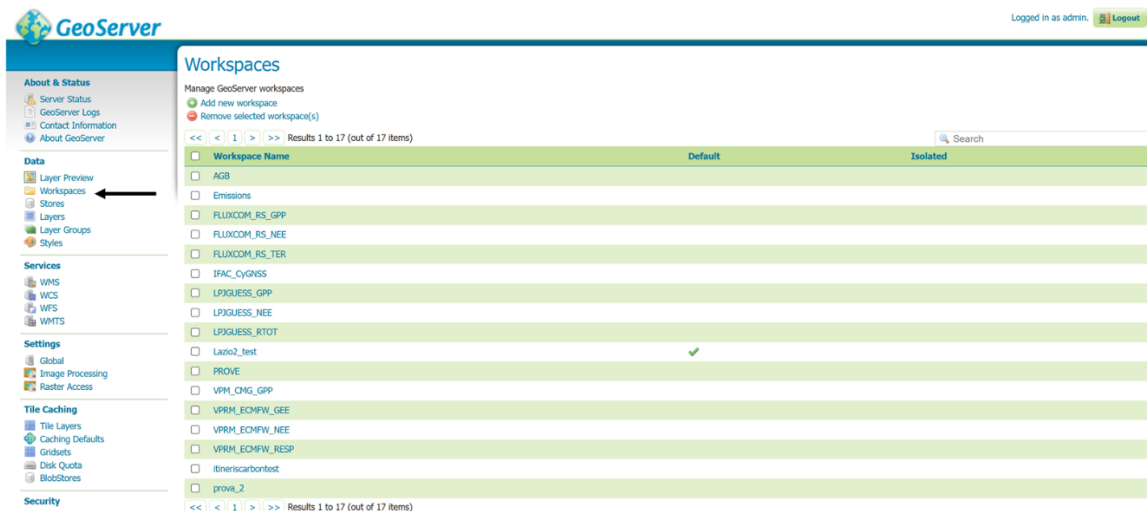 GeoServer
Logged in as admin.
Logout
About & Status
Server Status
GeoServer Logs
Contact Information
About GeoServer
Data
Layer Preview
Workspaces
Stores
Layers
Layer Groups
Styles
Services
WMS
WCS
WFS
WMTS
Settings
Global
Image Processing
Raster Access
Tile Caching
Tile Layers
Caching Defaults
Gridsets
Disk Quota
BlobStores
Security
Workspaces
Manage GeoServer workspaces
Add new workspace
Remove selected workspace(s)
<< < 1 > >> Results 1 to 17 (out of 17 items) Search
Workspace Name Default Isolated
AGB
Emissions
FLUXCOM_RS_GPP
FLUXCOM_RS_NEE
FLUXCOM_RS_TER
IFAC_CyGNSS
LPJGUESS_GPP
LPJGUESS_NEE
LPJGUESS_RTOT
Lazio2_test
PROVE
VPM_CMG_GPP
VPRM_ECMFW_GEE
VPRM_ECMFW_NEE
VPRM_ECMFW_RESP
itineriscarbontest
prova_2
<< < 1 > >> Results 1 to 17 (out of 17 items)